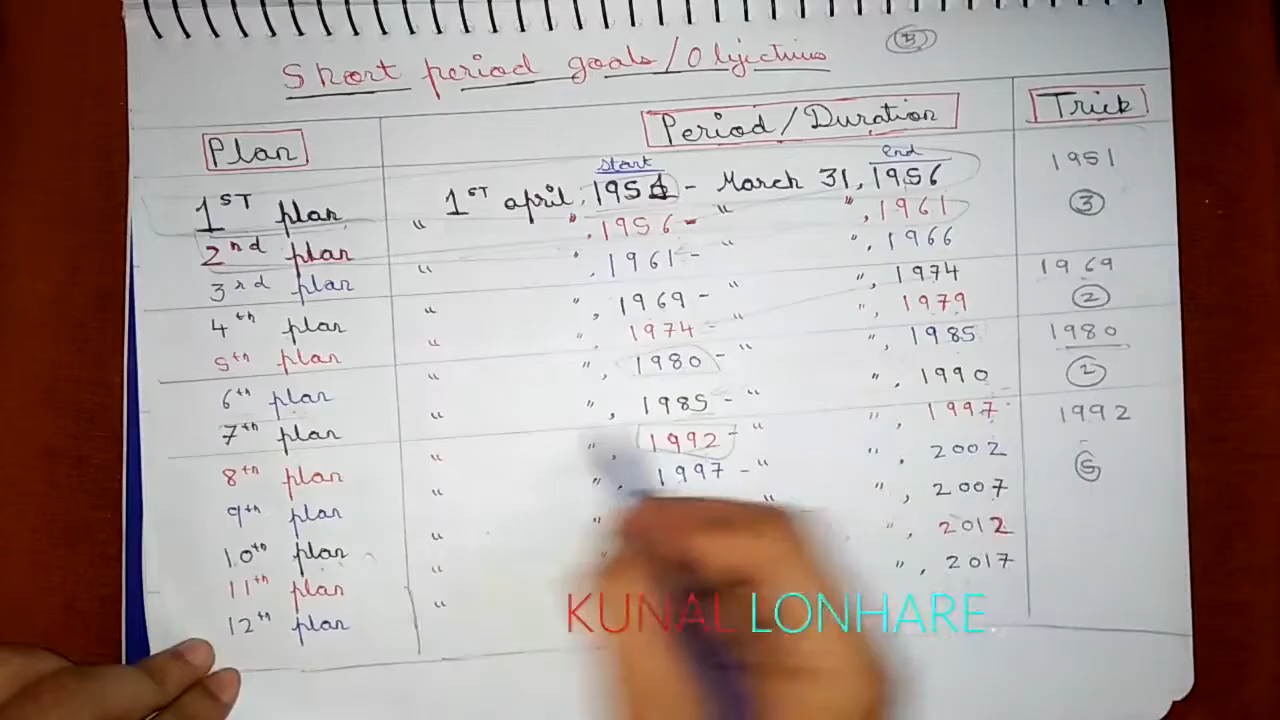 Short period goals/Objectives
Plan Period/Duration Trick
start end
1ST plan 1ST april, 1951 - March 31, 1956 1951
2nd plan " ", 1956 - " ", 1961 3
3rd plan " ", 1961 - " ", 1966
4th plan " ", 1969 - " ", 1974 1969
5th plan " ", 1974 - " ", 1979 2
6th plan " ", 1980 - " ", 1985 1980
7th plan " ", 1985 - " ", 1990 2
8th plan " ", 1992 - " ", 1997 1992
9th plan " ", 1997 - " ", 2002 5
10th plan " " " ", 2007
11th plan " " ", 2012
12th plan " ", 2017
KUNAL LONHARE